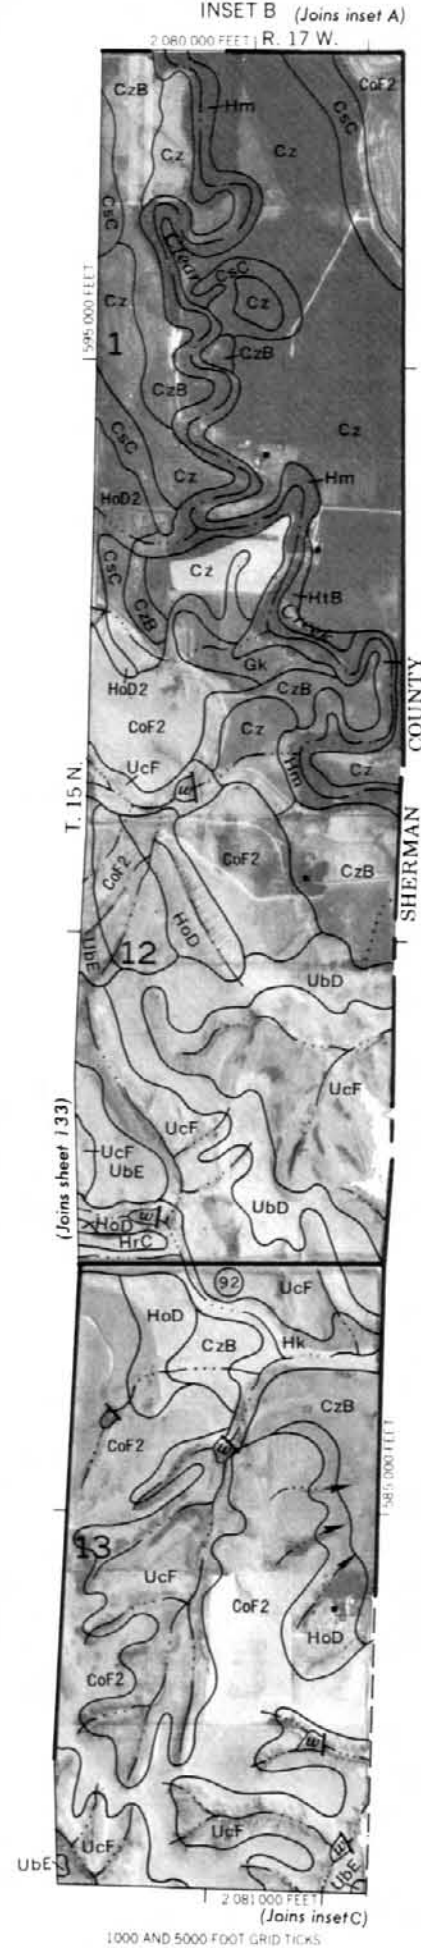 INSET B (Joins inset A)
2 080 000 FEET R. 17 W.
CzB
Hm
CoF2
CsC
Cz
Cz
CsC
Clear
CsC
Cz
Cz
595 000 FEET
1
CzB
CzB
Cz
CsC
Cz
Hm
HoD2
Cz
CsC
HtB
CzB
Creek
Gk
HoD2
CzB
CoF2
Cz
COUNTY
UcF
Hm
Cz
w
T. 15 N.
CoF2
CoF2
CzB
SHERMAN
HoD
UbE
12
UbD
UcF
UcF
UcF
UbE
(Joins sheet 133)
UbD
HoD
w
HrC
92
UcF
HoD
CzB
Hk
CzB
CoF2
w
585 000 FEET
13
UcF
CoF2
HoD
CoF2
w
UcF
UcF
w
UbE
UbE
2 081 000 FEET
(Joins inset C)
1000 AND 5000 FOOT GRID TICKS